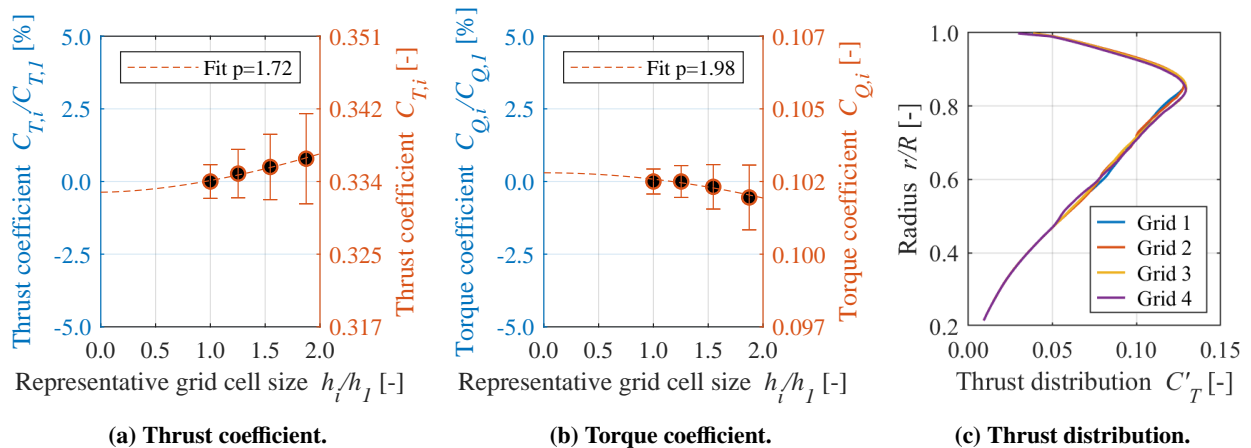 Thrust coefficient C_{T,i}/C_{T,1} [%]
5.0
2.5
0.0
-2.5
-5.0
Fit p=1.72
0.351
0.342
0.334
0.325
0.317
Thrust coefficient C_{T,i} [-]
0.0 0.5 1.0 1.5 2.0
Representative grid cell size h_i/h_1 [-]
(a) Thrust coefficient.
Torque coefficient C_{Q,i}/C_{Q,1} [%]
5.0
2.5
0.0
-2.5
-5.0
Fit p=1.98
0.107
0.105
0.102
0.100
0.097
Torque coefficient C_{Q,i} [-]
0.0 0.5 1.0 1.5 2.0
Representative grid cell size h_i/h_1 [-]
(b) Torque coefficient.
Radius r/R [-]
1.0
0.8
0.6
0.4
0.2
Grid 1
Grid 2
Grid 3
Grid 4
0.00 0.05 0.10 0.15
Thrust distribution C'_T [-]
(c) Thrust distribution.